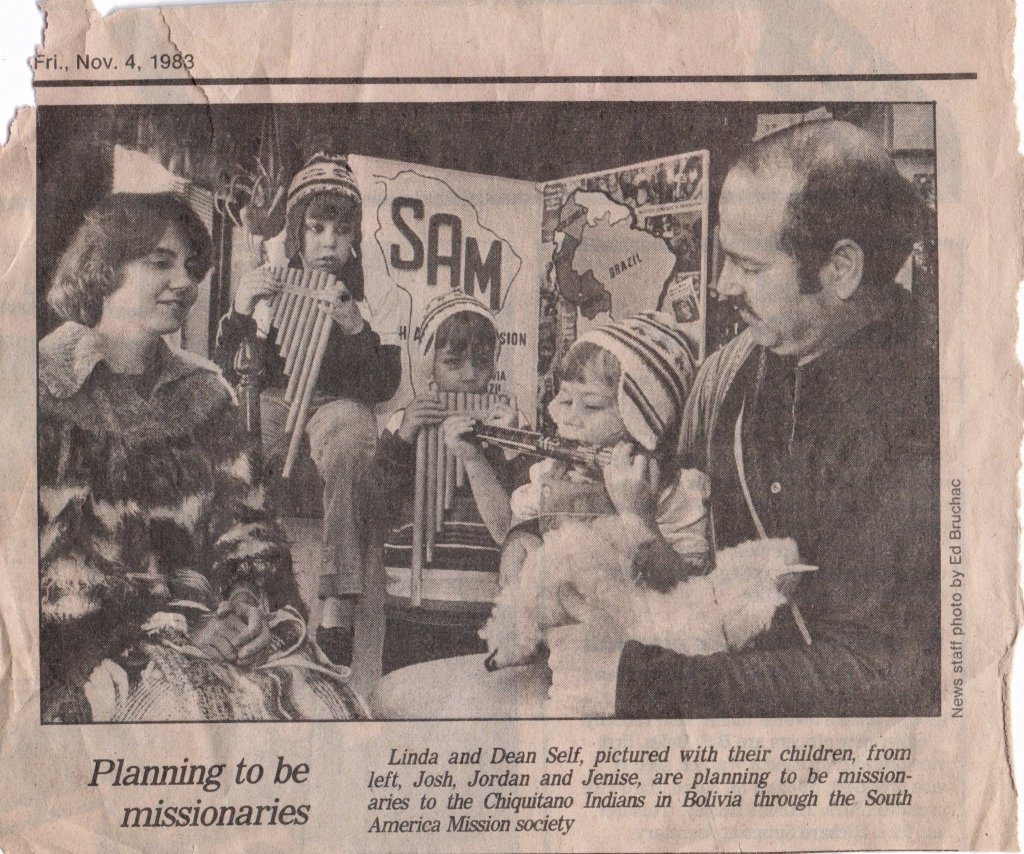 Fri., Nov. 4, 1983
SAM
BRAZIL
SION
News staff photo by Ed Bruchac
Planning to be
missionaries
Linda and Dean Self, pictured with their children, from
left, Josh, Jordan and Jenise, are planning to be mission-
aries to the Chiquitano Indians in Bolivia through the South
America Mission society